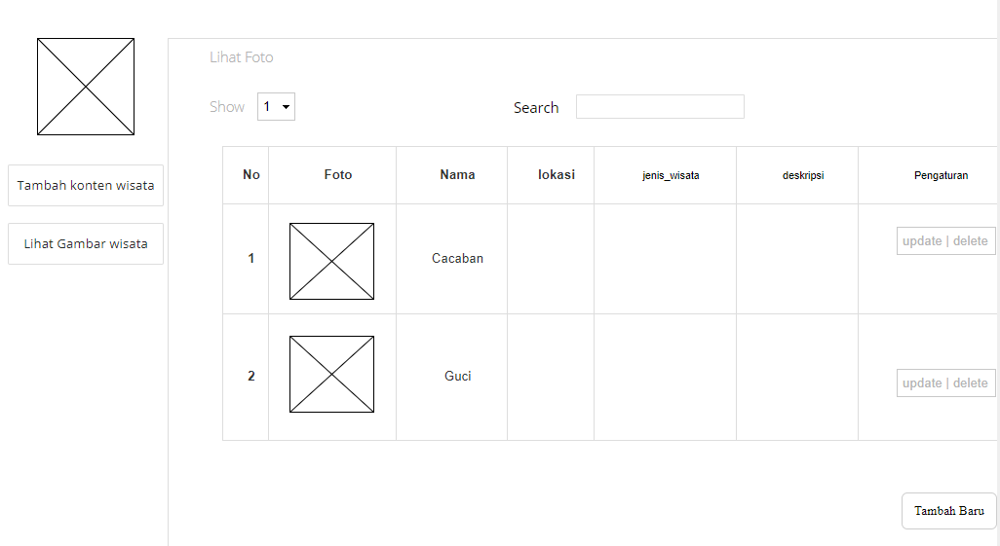 Lihat Foto
Show 1 Search
Tambah konten wisata
Lihat Gambar wisata
No Foto Nama lokasi jenis_wisata deskripsi Pengaturan
1 Cacaban update | delete
2 Guci update | delete
Tambah Baru